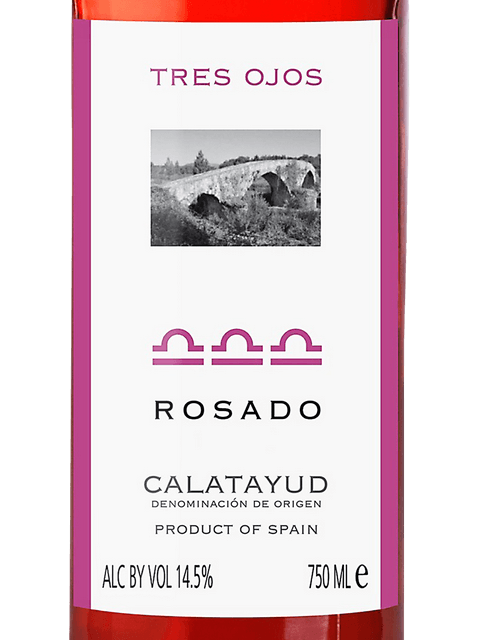 TRES OJOS
ROSADO
CALATAYUD
DENOMINACIÓN DE ORIGEN
PRODUCT OF SPAIN
ALC BY VOL 14.5% 750 ML e